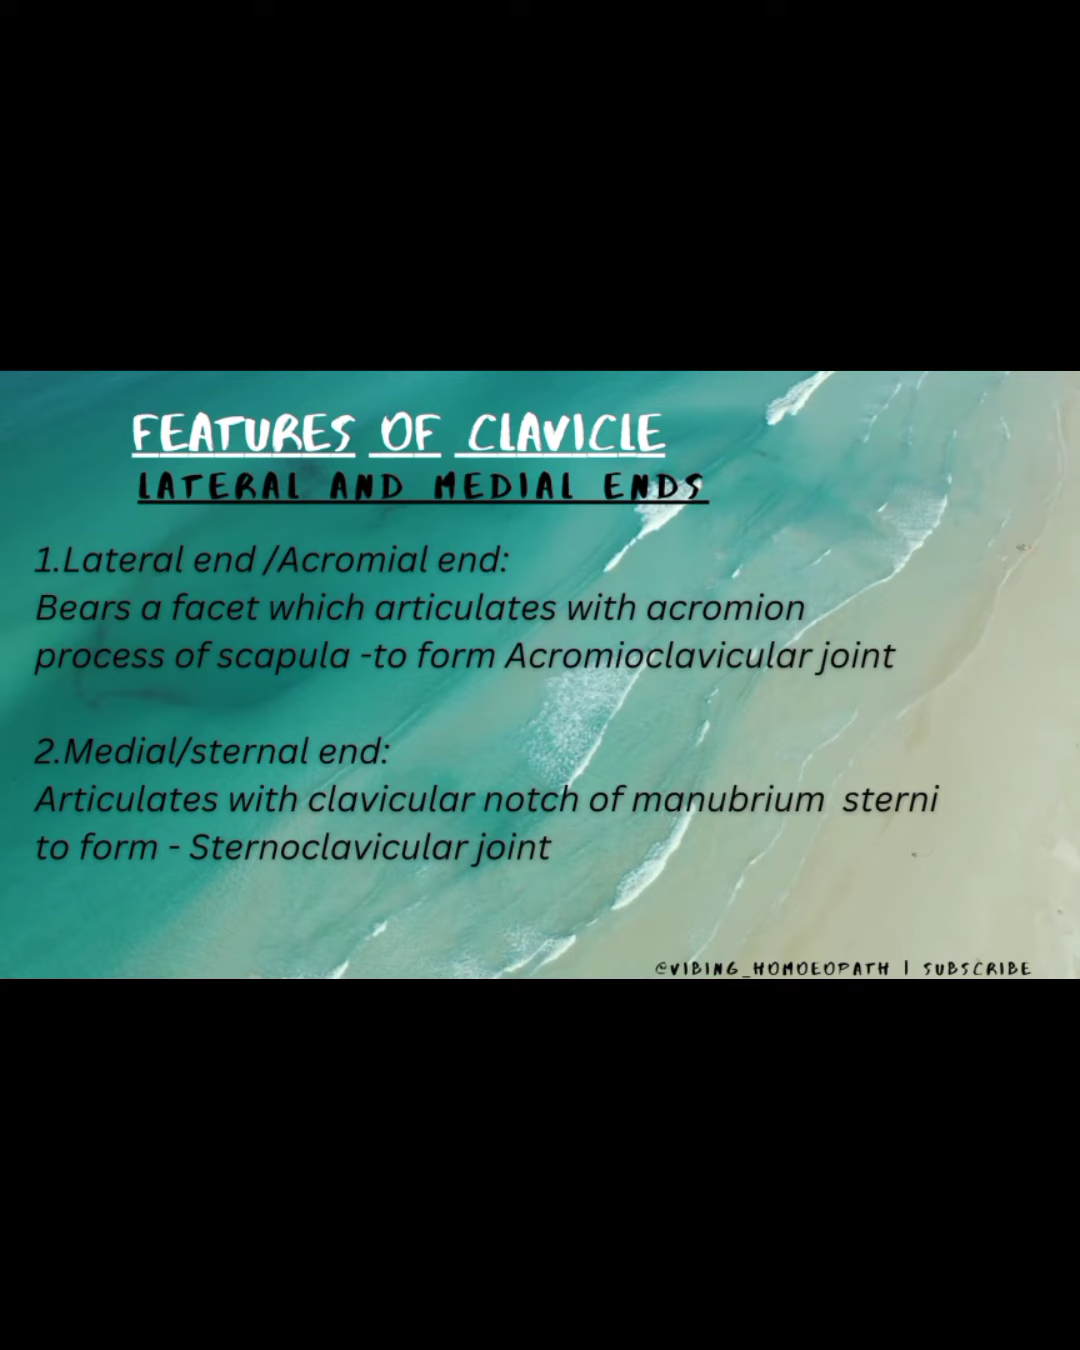 FEATURES OF CLAVICLE
LATERAL AND MEDIAL ENDS
1.Lateral end /Acromial end:
Bears a facet which articulates with acromion
process of scapula -to form Acromioclavicular joint
2.Medial/sternal end:
Articulates with clavicular notch of manubrium sterni
to form - Sternoclavicular joint
@VIBING_HOMOEOPATH | SUBSCRIBE